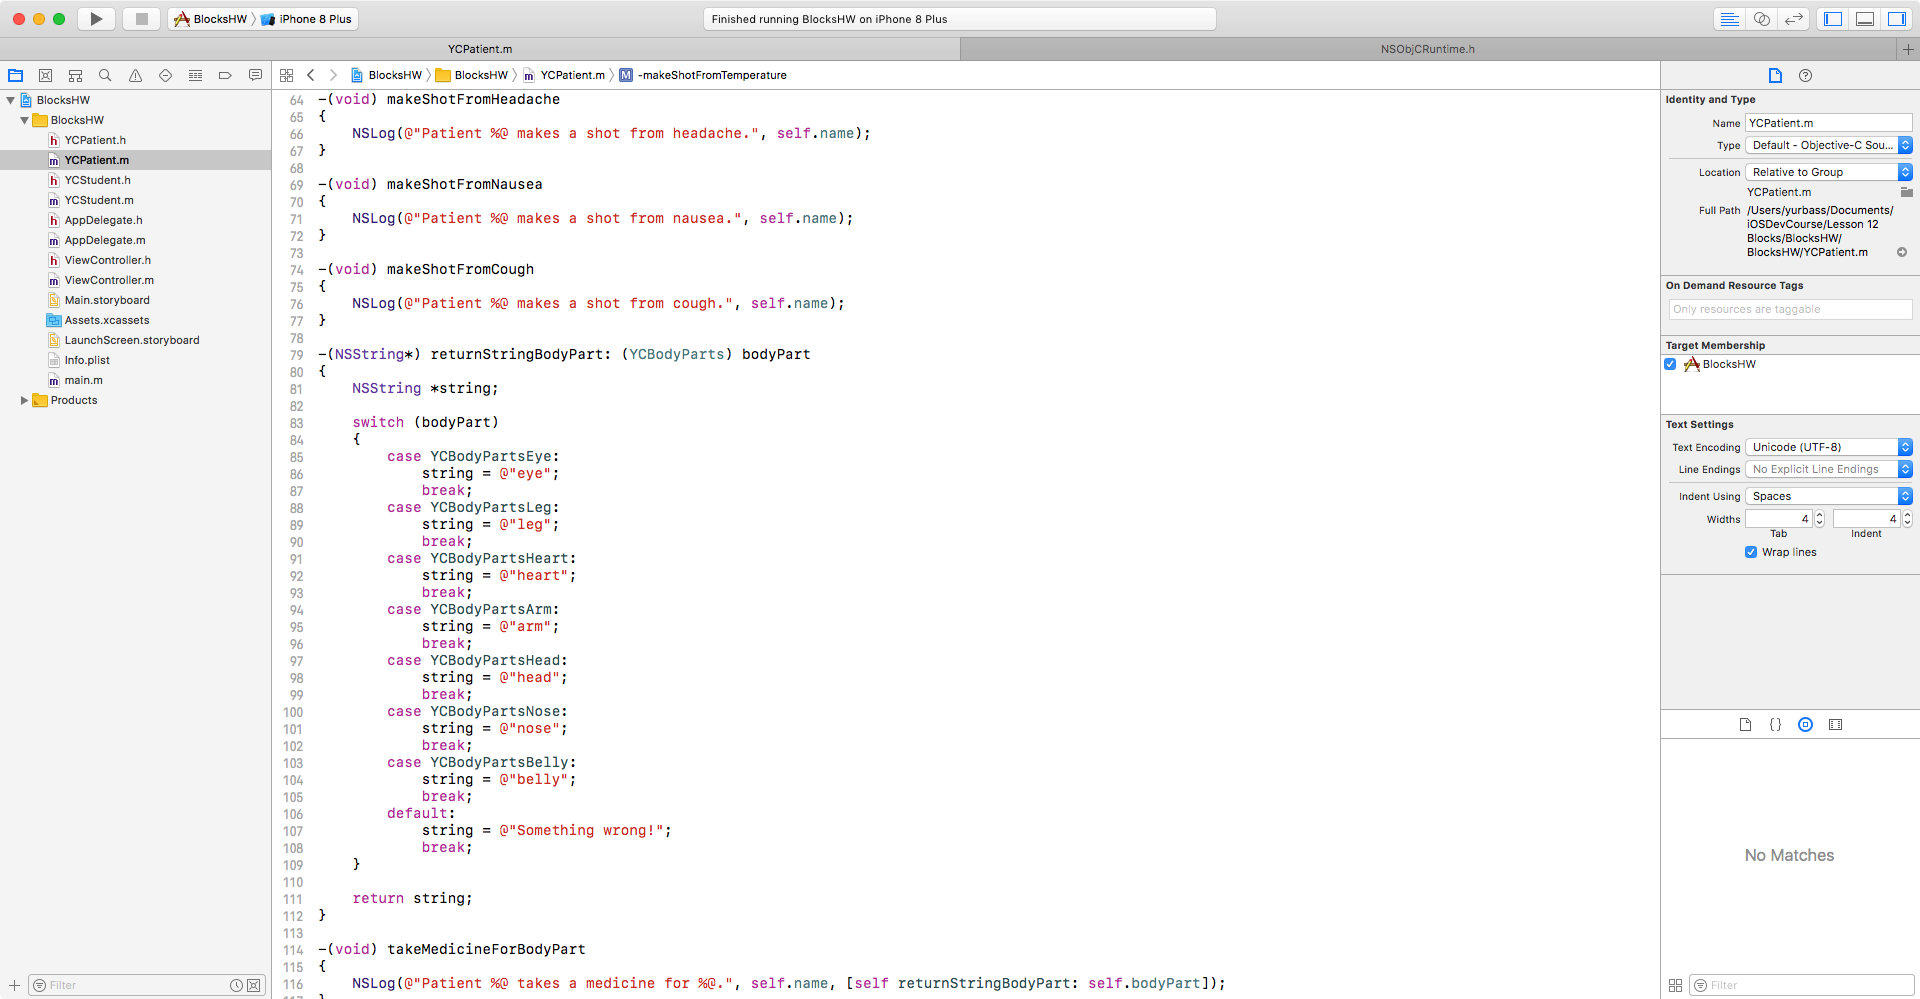 BlocksHW iPhone 8 Plus
Finished running BlocksHW on iPhone 8 Plus
YCPatient.m
NSObjCRuntime.h
BlocksHW BlocksHW YCPatient.m M -makeShotFromTemperature
BlocksHW
BlocksHW
h YCPatient.h
m YCPatient.m
h YCStudent.h
m YCStudent.m
h AppDelegate.h
m AppDelegate.m
h ViewController.h
m ViewController.m
Main.storyboard
Assets.xcassets
LaunchScreen.storyboard
Info.plist
m main.m
Products
Filter
64 -(void) makeShotFromHeadache
65 {
66 NSLog(@"Patient %@ makes a shot from headache.", self.name);
67 }
68
69 -(void) makeShotFromNausea
70 {
71 NSLog(@"Patient %@ makes a shot from nausea.", self.name);
72 }
73
74 -(void) makeShotFromCough
75 {
76 NSLog(@"Patient %@ makes a shot from cough.", self.name);
77 }
78
79 -(NSString*) returnStringBodyPart: (YCBodyParts) bodyPart
80 {
81 NSString *string;
82
83 switch (bodyPart)
84 {
85 case YCBodyPartsEye:
86 string = @"eye";
87 break;
88 case YCBodyPartsLeg:
89 string = @"leg";
90 break;
91 case YCBodyPartsHeart:
92 string = @"heart";
93 break;
94 case YCBodyPartsArm:
95 string = @"arm";
96 break;
97 case YCBodyPartsHead:
98 string = @"head";
99 break;
100 case YCBodyPartsNose:
101 string = @"nose";
102 break;
103 case YCBodyPartsBelly:
104 string = @"belly";
105 break;
106 default:
107 string = @"Something wrong!";
108 break;
109 }
110
111 return string;
112 }
113
114 -(void) takeMedicineForBodyPart
115 {
116 NSLog(@"Patient %@ takes a medicine for %@.", self.name, [self returnStringBodyPart: self.bodyPart]);
Identity and Type
Name YCPatient.m
Type Default - Objective-C Sou...
Location Relative to Group
YCPatient.m
Full Path /Users/yurbass/Documents/
iOSDevCourse/Lesson 12
Blocks/BlocksHW/
BlocksHW/YCPatient.m
On Demand Resource Tags
Only resources are taggable
Target Membership
BlocksHW
Text Settings
Text Encoding Unicode (UTF-8)
Line Endings No Explicit Line Endings
Indent Using Spaces
Widths 4 4
Tab Indent
Wrap lines
No Matches
Filter